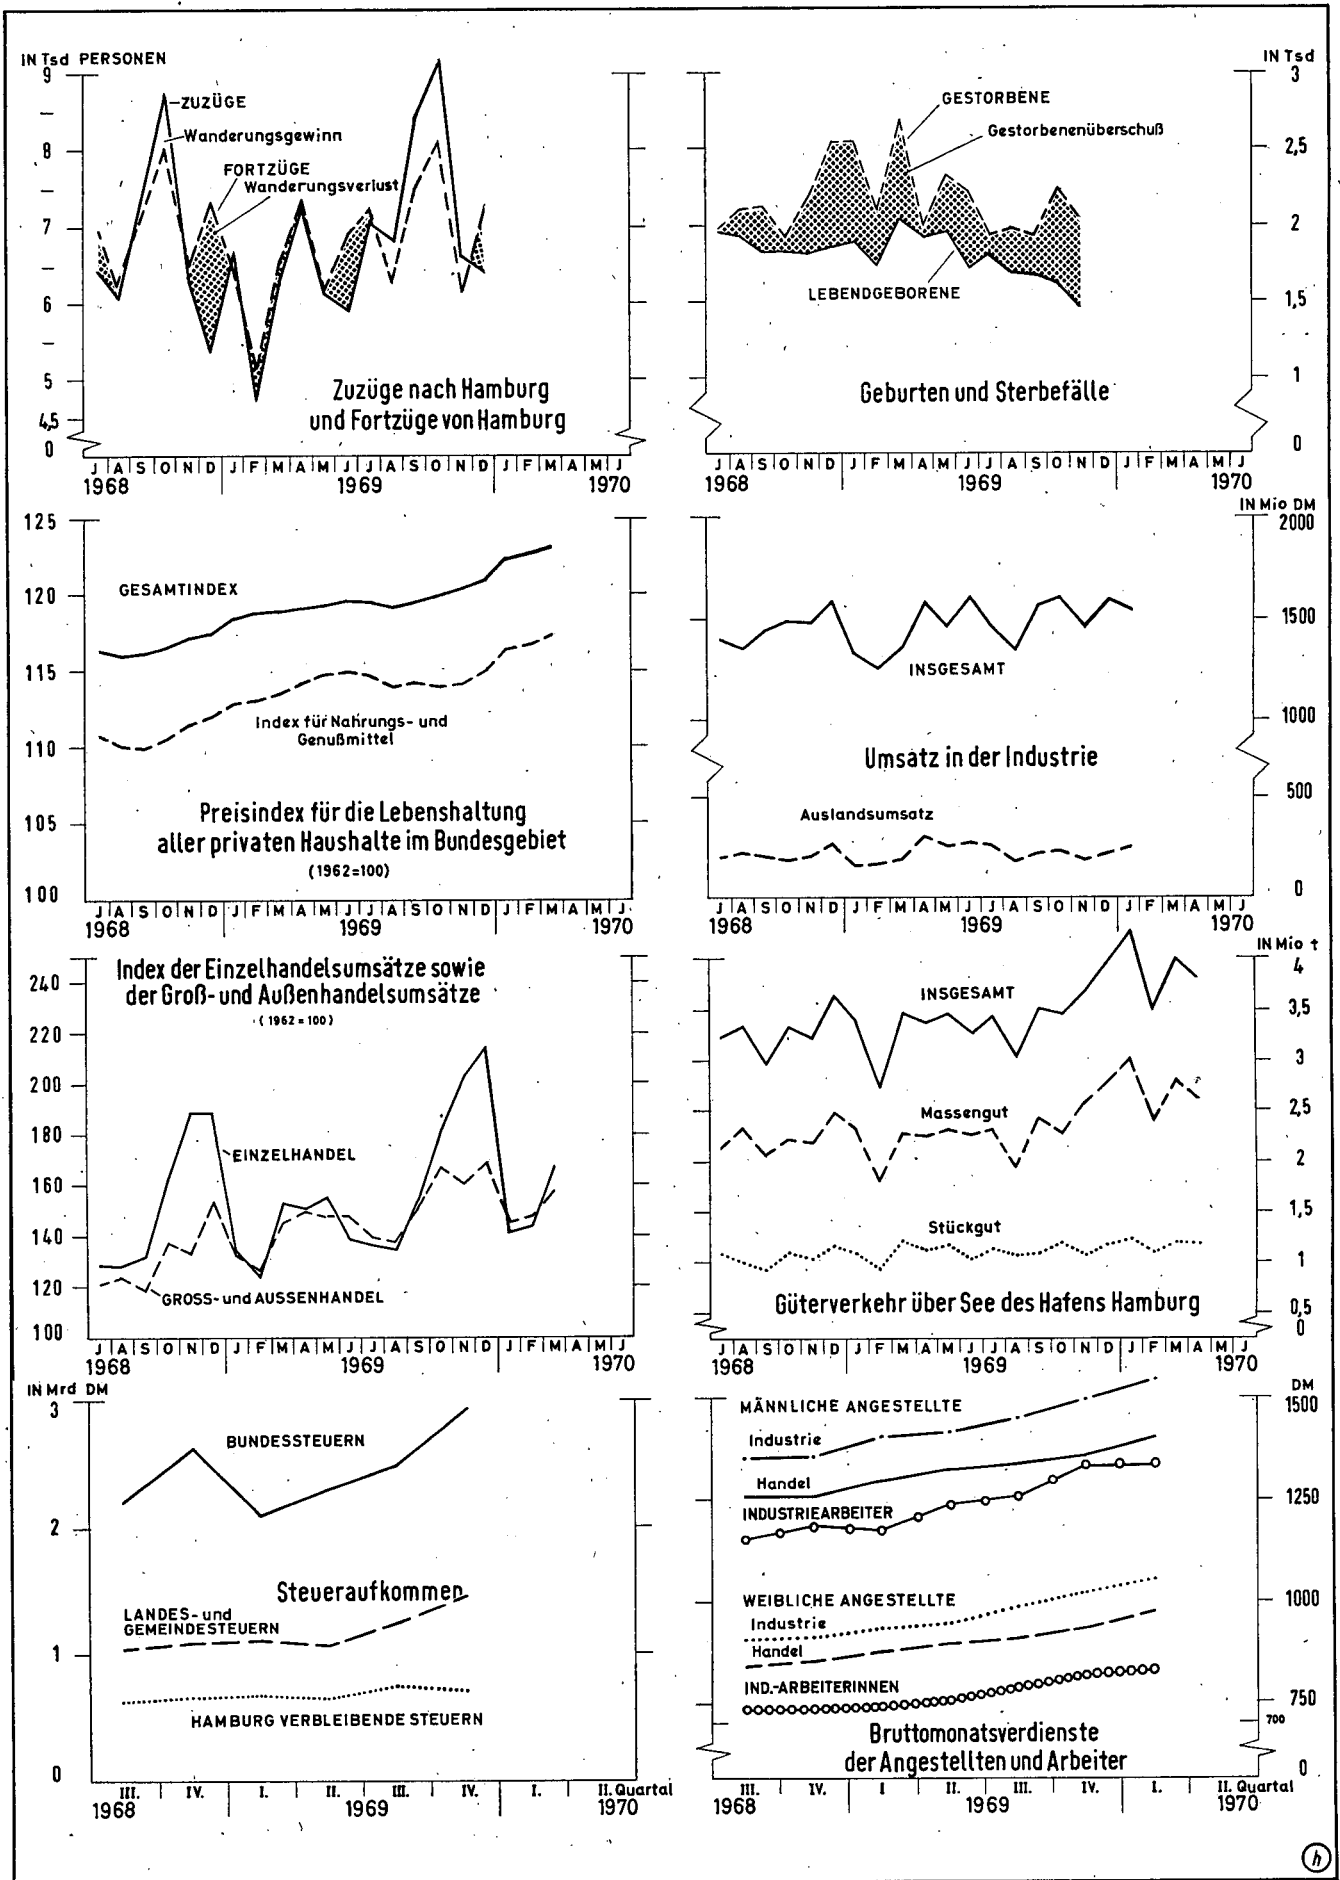 IN Tsd PERSONEN
9
8
7
6
5
4,5
0
ZUZÜGE
Wanderungsgewinn
FORTZÜGE
Wanderungsverlust
Zuzüge nach Hamburg
und Fortzüge von Hamburg
J A S O N D J F M A M J J A S O N D J F M A M J
1968 1969 1970
IN Tsd
3
2,5
2
1,5
1
0
GESTORBENE
Gestorbenenüberschuß
LEBENDGEBORENE
Geburten und Sterbefälle
J A S O N D J F M A M J J A S O N D J F M A M J
1968 1969 1970
125
120
115
110
105
100
GESAMTINDEX
Index für Nahrungs- und
Genußmittel
Preisindex für die Lebenshaltung
aller privaten Haushalte im Bundesgebiet
(1962=100)
J A S O N D J F M A M J J A S O N D J F M A M J
1968 1969 1970
IN Mio DM
2000
1500
1000
500
0
INSGESAMT
Umsatz in der Industrie
Auslandsumsatz
J A S O N D J F M A M J J A S O N D J F M A M J
1968 1969 1970
Index der Einzelhandelsumsätze sowie
der Groß- und Außenhandelsumsätze
(1962=100)
240
220
200
180
160
140
120
100
EINZELHANDEL
GROSS- und AUSSENHANDEL
J A S O N D J F M A M J J A S O N D J F M A M J
1968 1969 1970
IN Mio t
4
3,5
3
2,5
2
1,5
1
0,5
0
INSGESAMT
Massengut
Stückgut
Güterverkehr über See des Hafens Hamburg
J A S O N D J F M A M J J A S O N D J F M A M J
1968 1969 1970
IN Mrd DM
3
2
1
0
BUNDESSTEUERN
Steueraufkommen
LANDES- und
GEMEINDESTEUERN
HAMBURG VERBLEIBENDE STEUERN
III. IV. I. II. III. IV. I. II. Quartal
1968 1969 1970
DM
1500
1250
1000
750
700
0
MÄNNLICHE ANGESTELLTE
Industrie
Handel
INDUSTRIEARBEITER
WEIBLICHE ANGESTELLTE
Industrie
Handel
IND.-ARBEITERINNEN
Bruttomonatsverdienste
der Angestellten und Arbeiter
III. IV. I II. III. IV. I. II. Quartal
1968 1969 1970
h